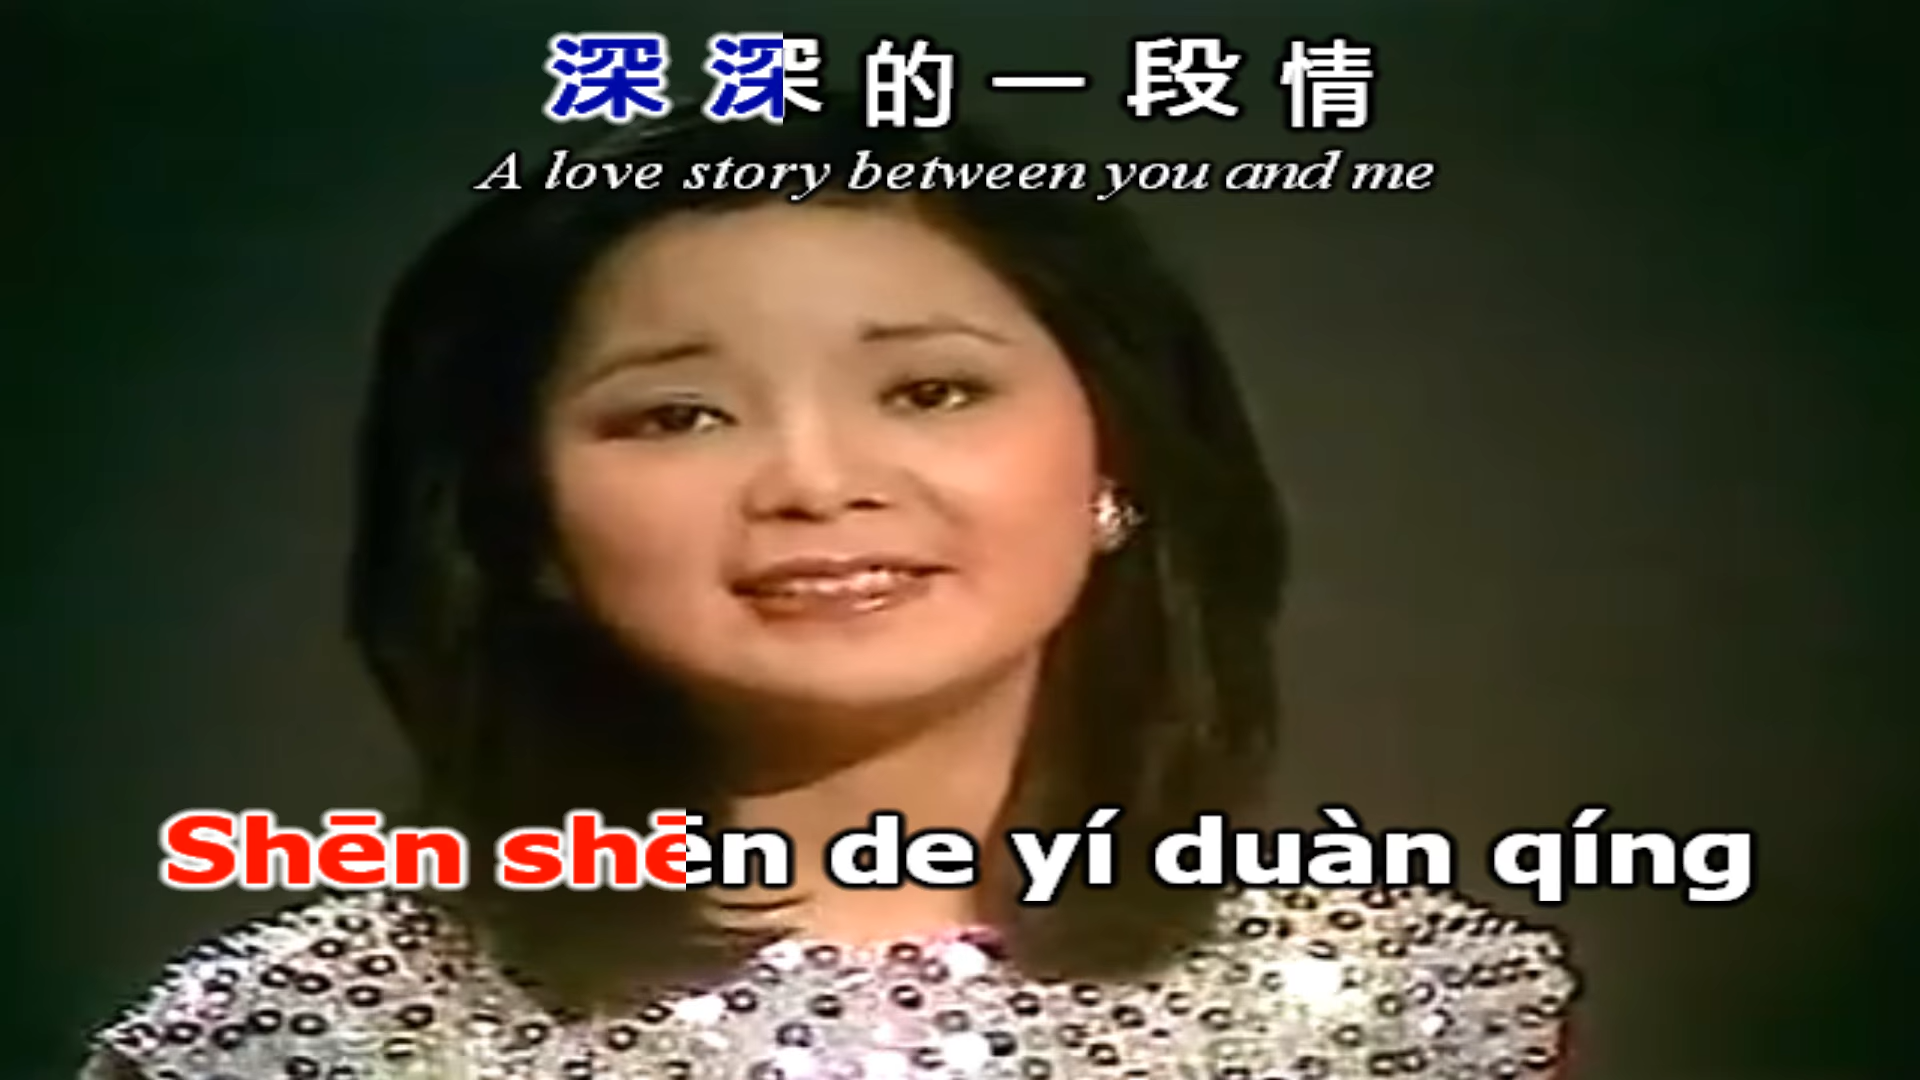 深深的一段情
A love story between you and me
Shēn shēn de yí duàn qíng